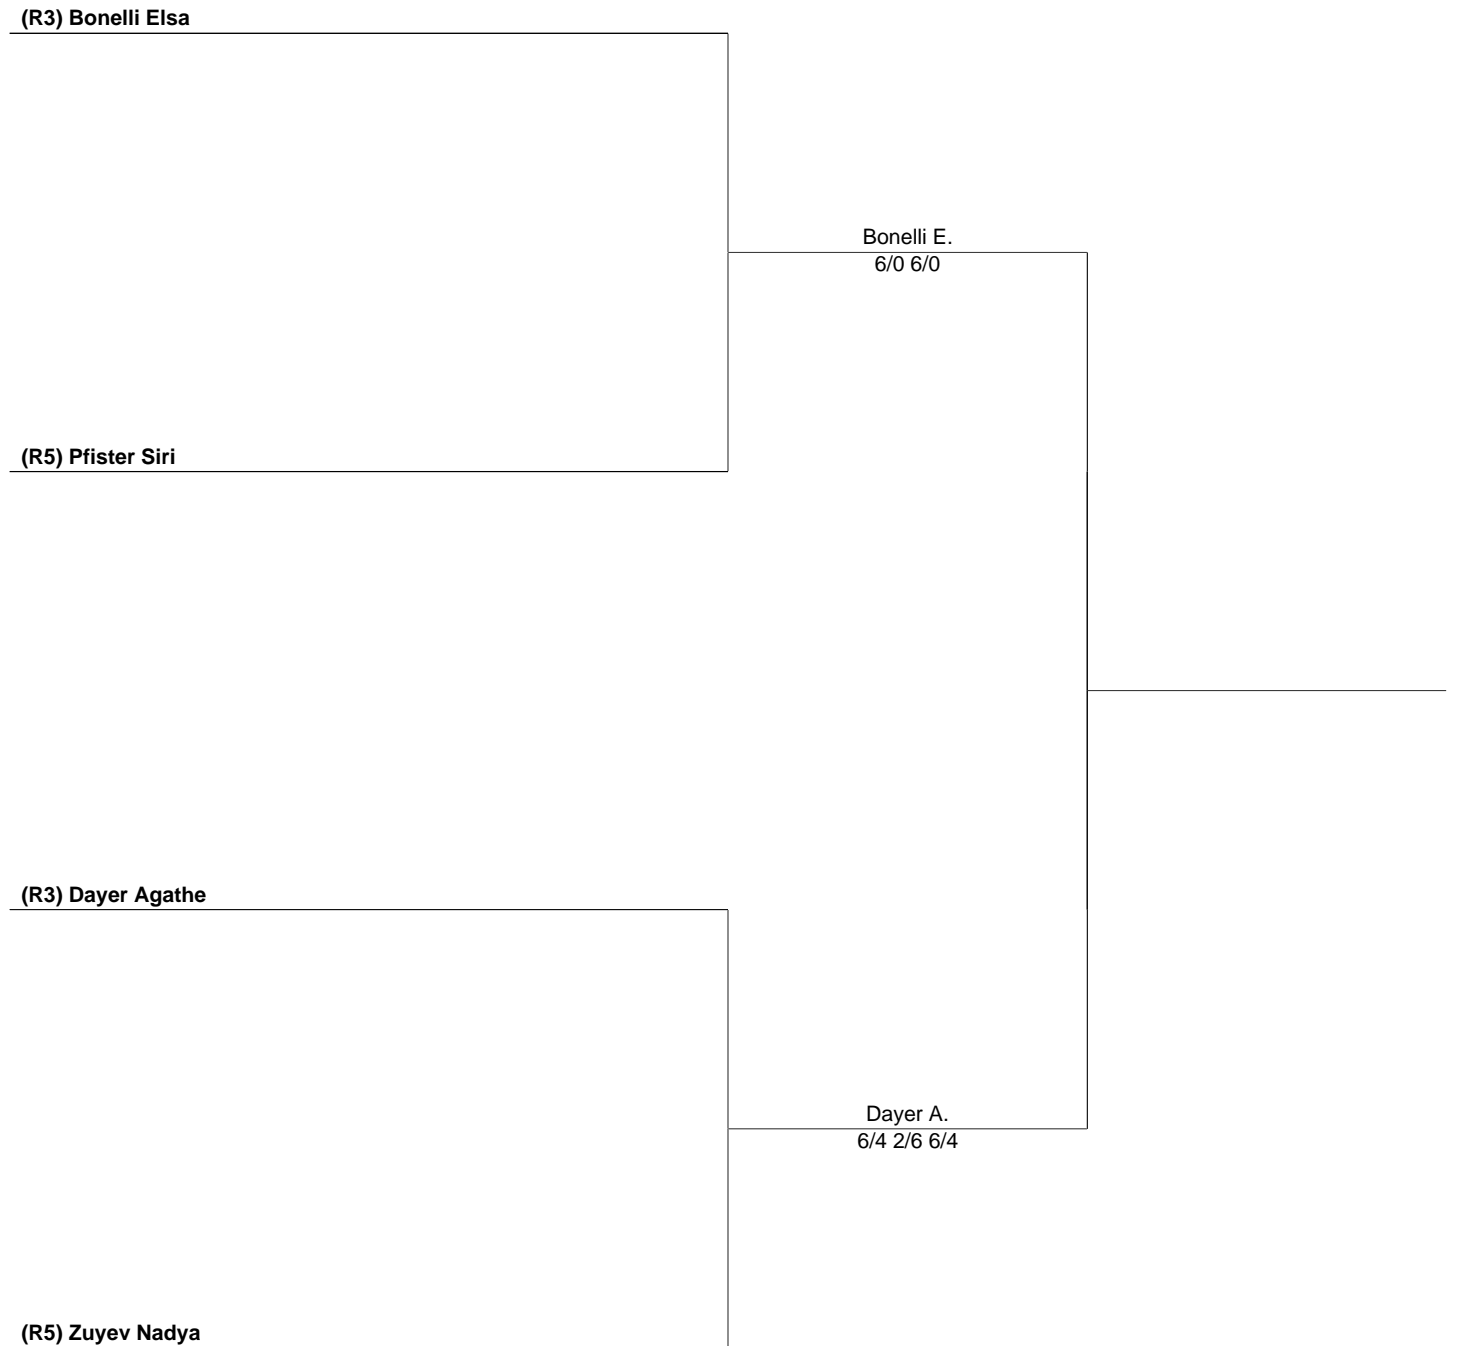 (R3) Bonelli Elsa
Bonelli E.
6/0 6/0
(R5) Pfister Siri
(R3) Dayer Agathe
Dayer A.
6/4 2/6 6/4
(R5) Zuyev Nadya